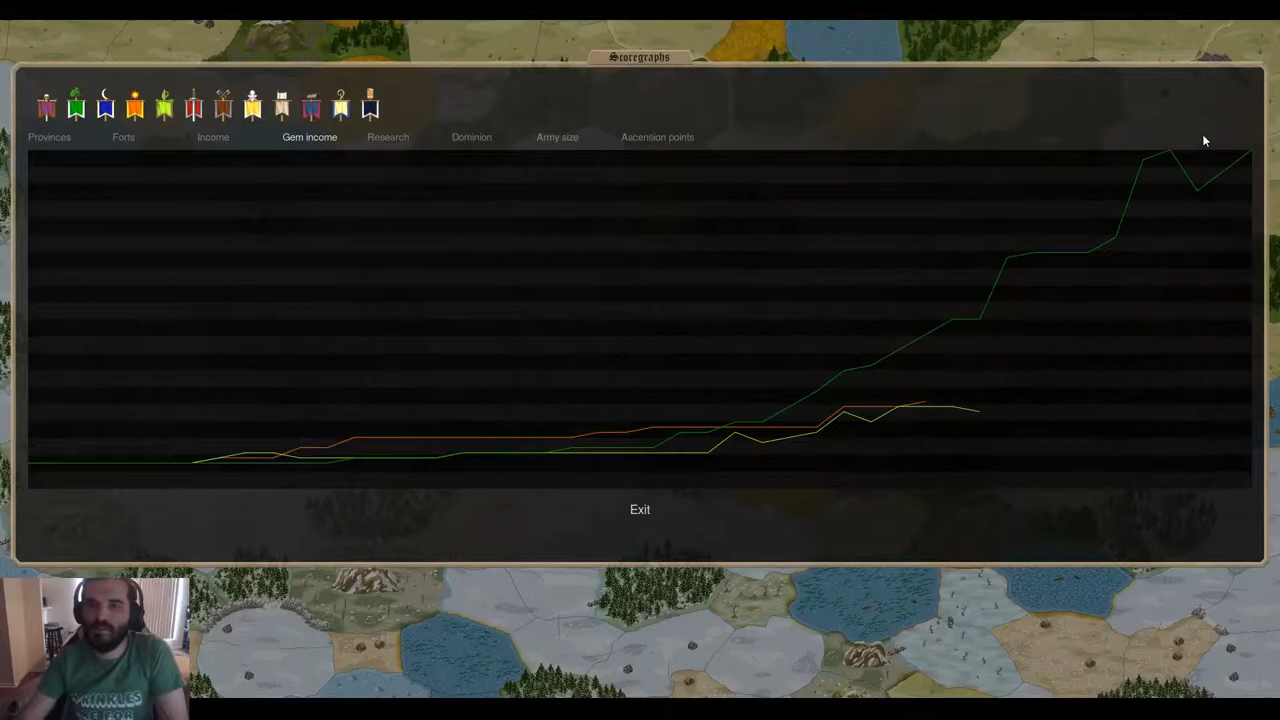 Scoregraphs
Provinces Forts Income Gem income Research Dominion Army size Ascension points
Exit